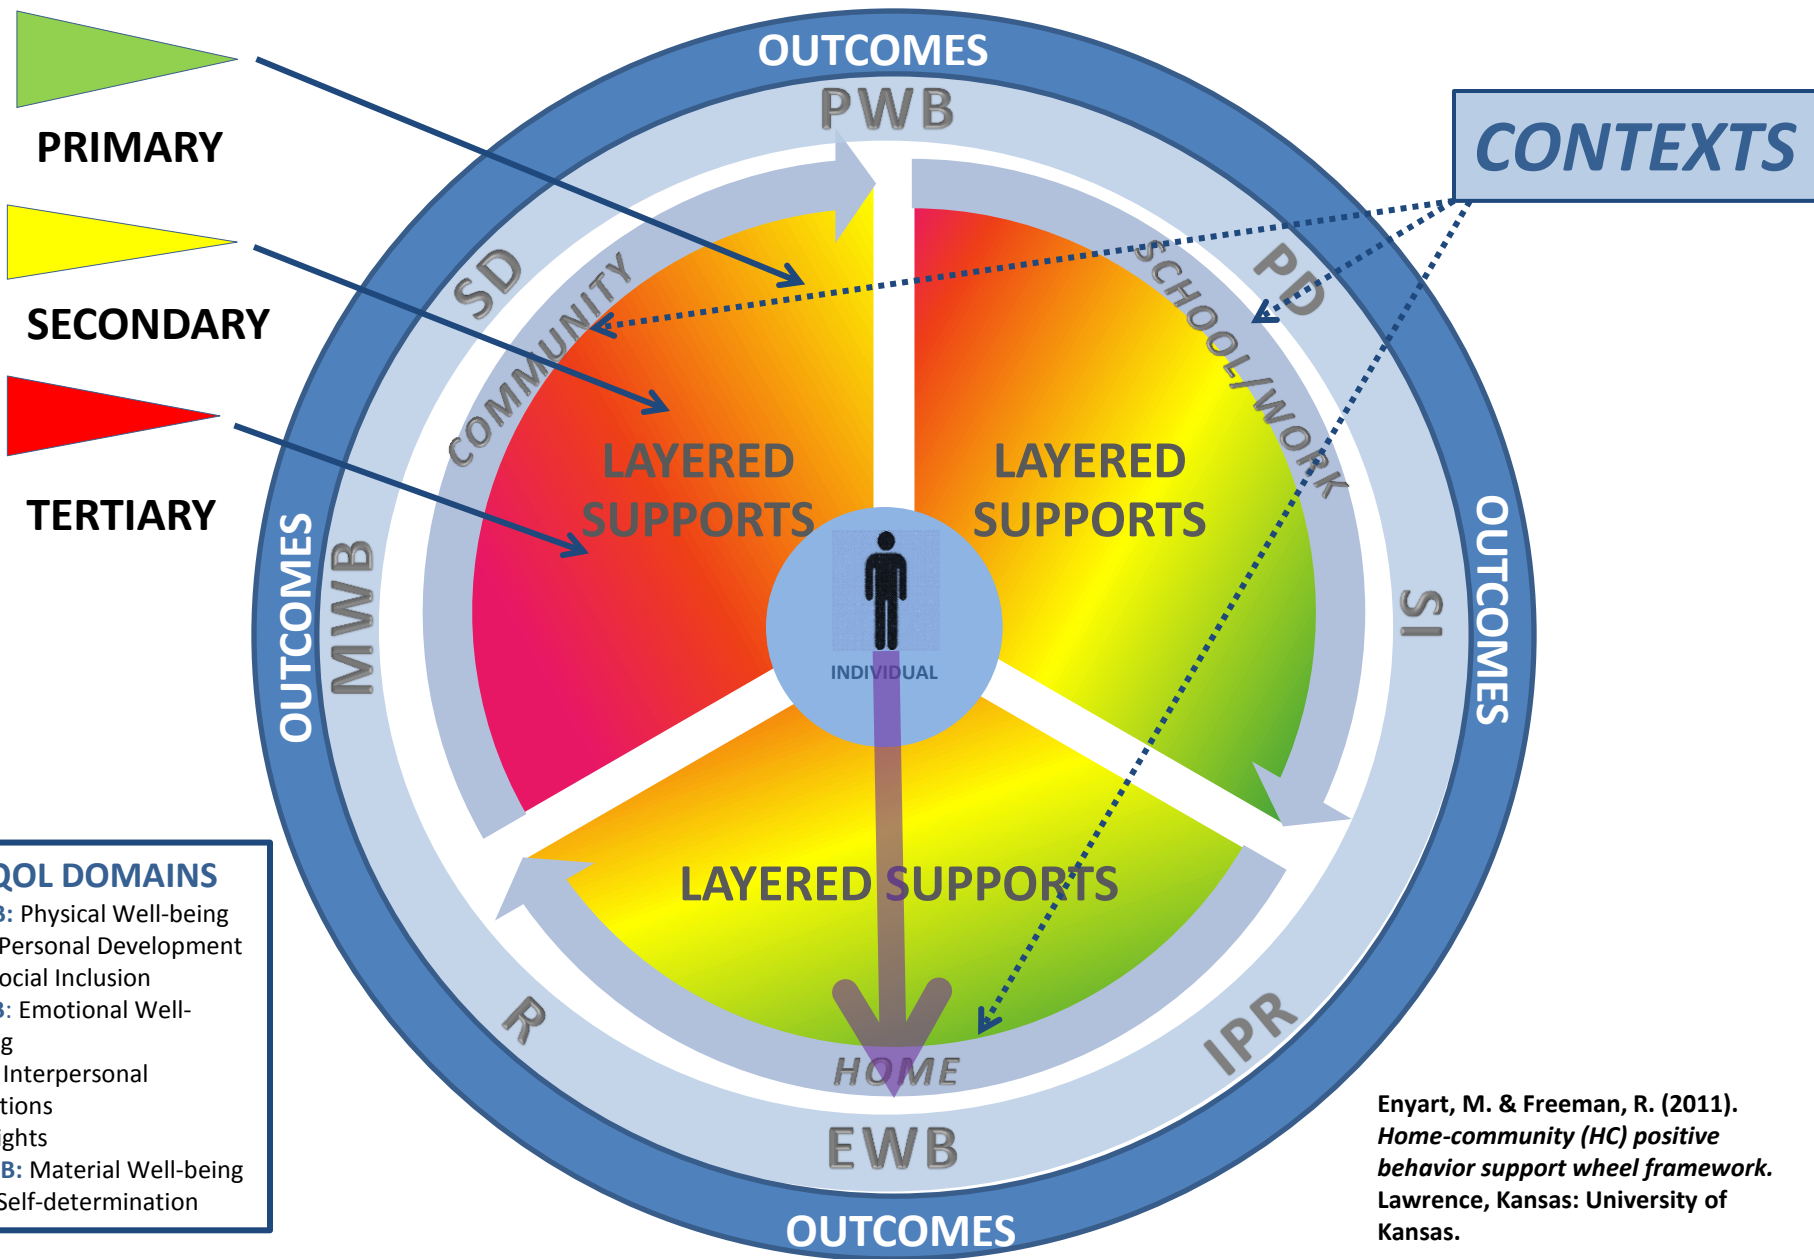 OUTCOMES
PWB
PRIMARY
CONTEXTS
SECONDARY
SD
PD
COMMUNITY
SCHOOL/WORK
TERTIARY
LAYERED
SUPPORTS
LAYERED
SUPPORTS
OUTCOMES
MWB
SI
OUTCOMES
INDIVIDUAL
LAYERED SUPPORTS
QOL DOMAINS
B: Physical Well-being
Personal Development
ocial Inclusion
B: Emotional Well-
g
Interpersonal
tions
ights
B: Material Well-being
Self-determination
R
IPR
HOME
EWB
OUTCOMES
Enyart, M. & Freeman, R. (2011).
Home-community (HC) positive
behavior support wheel framework.
Lawrence, Kansas: University of
Kansas.